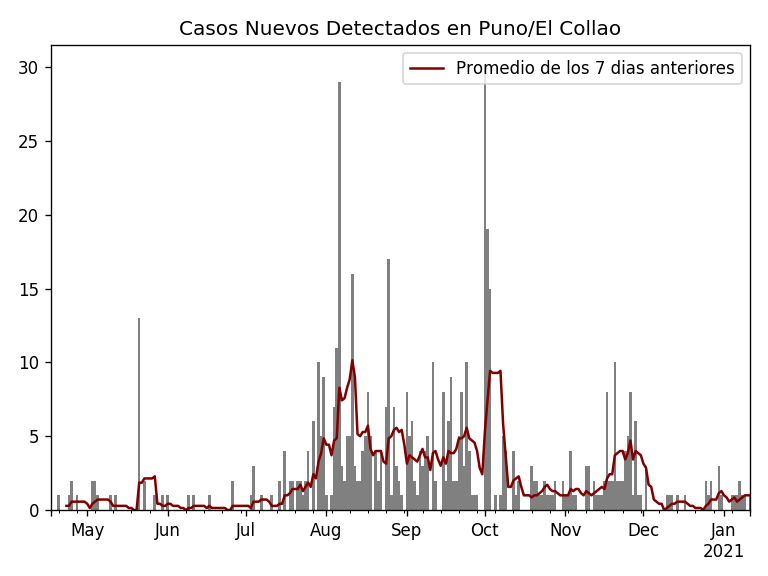 Casos Nuevos Detectados en Puno/El Collao
Promedio de los 7 dias anteriores
30
25
20
15
10
5
0
May Jun Jul Aug Sep Oct Nov Dec Jan
2021